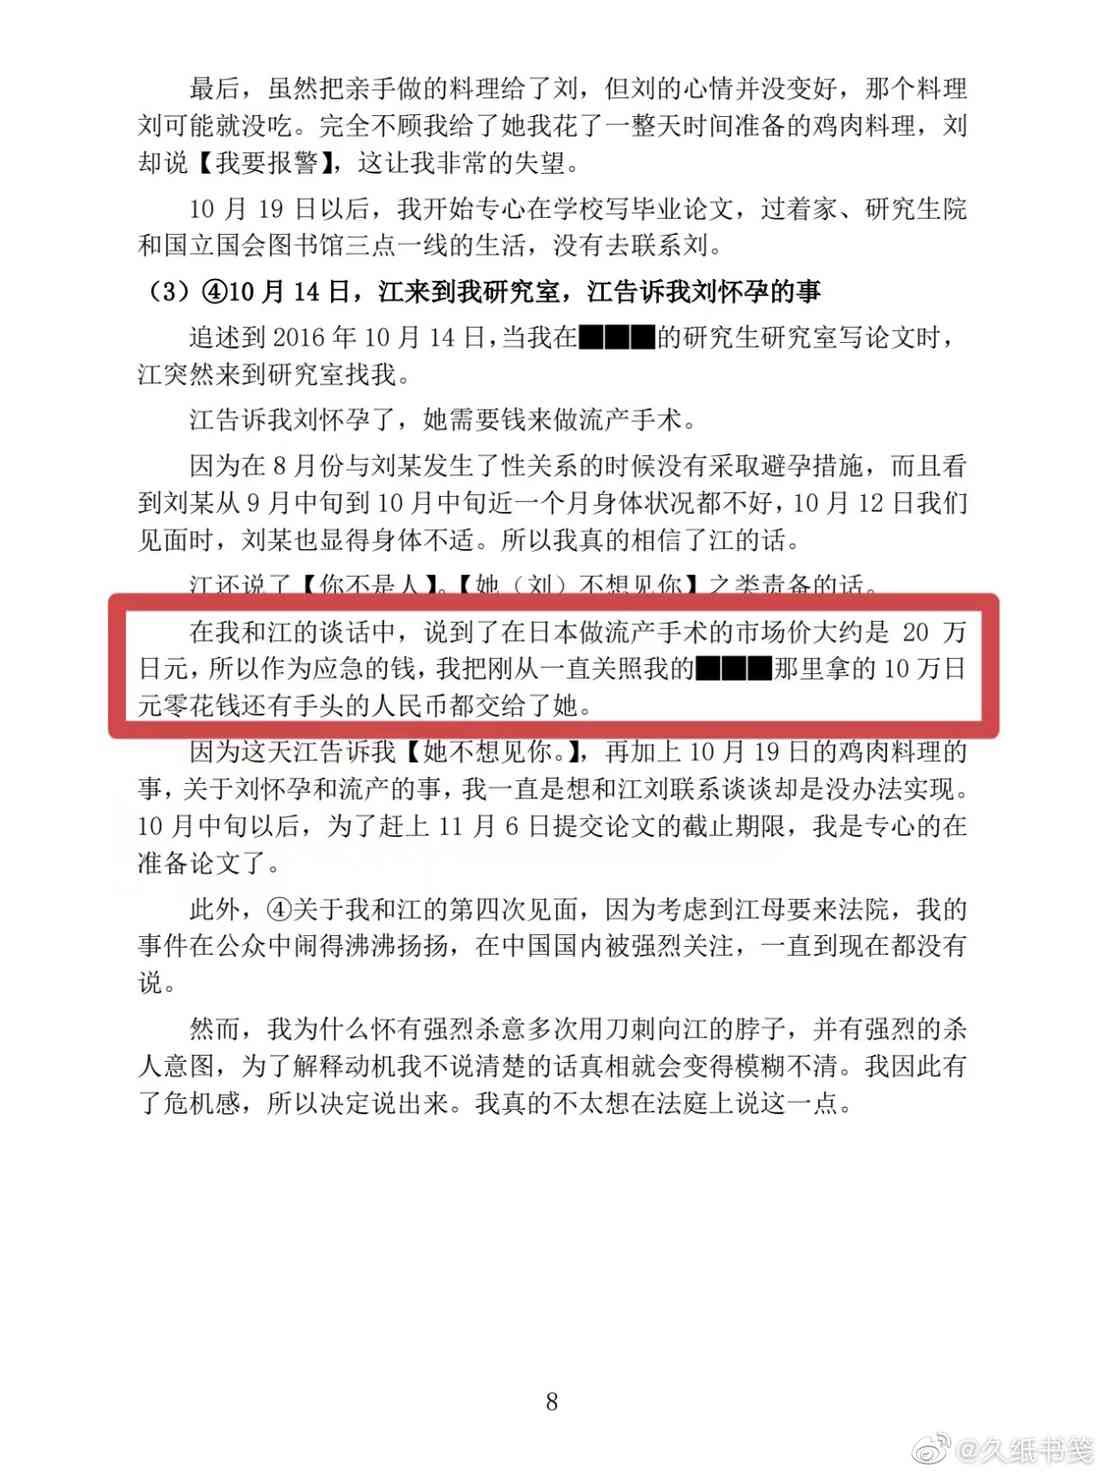 最后，虽然把亲手做的料理给了刘，但刘的心情并没变好，那个料理
刘可能就没吃。完全不顾我给了她我花了一整天时间准备的鸡肉料理，刘
却说【我要报警】，这让我非常的失望。
10 月 19 日以后，我开始专心在学校写毕业论文，过着家、研究生院
和国立国会图书馆三点一线的生活，没有去联系刘。
（3）④10 月 14 日，江来到我研究室，江告诉我刘怀孕的事
追述到 2016 年 10 月 14 日，当我在███的研究生研究室写论文时，
江突然来到研究室找我。
江告诉我刘怀孕了，她需要钱来做流产手术。
因为在 8 月份与刘某发生了性关系的时候没有采取避孕措施，而且看
到刘某从 9 月中旬到 10 月中旬近一个月身体状况都不好，10 月 12 日我们
见面时，刘某也显得身体不适。所以我真的相信了江的话。
江还说了【你不是人】。【她（刘）不想见你】之类责备的话。
在我和江的谈话中，说到了在日本做流产手术的市场价大约是 20 万
日元，所以作为应急的钱，我把刚从一直关照我的███那里拿的 10 万日
元零花钱还有手头的人民币都交给了她。
因为这天江告诉我【她不想见你。】，再加上 10 月 19 日的鸡肉料理的
事，关于刘怀孕和流产的事，我一直是想和江刘联系谈谈却是没办法实现。
10 月中旬以后，为了赶上 11 月 6 日提交论文的截止期限，我是专心的在
准备论文了。
此外，④关于我和江的第四次见面，因为考虑到江母要来法院，我的
事件在公众中闹得沸沸扬扬，在中国国内被强烈关注，一直到现在都没有
说。
然而，我为什么怀有强烈杀意多次用刀刺向江的脖子，并有强烈的杀
人意图，为了解释动机我不说清楚的话真相就会变得模糊不清。我因此有
了危机感，所以决定说出来。我真的不太想在法庭上说这一点。
8
@久纸书笺